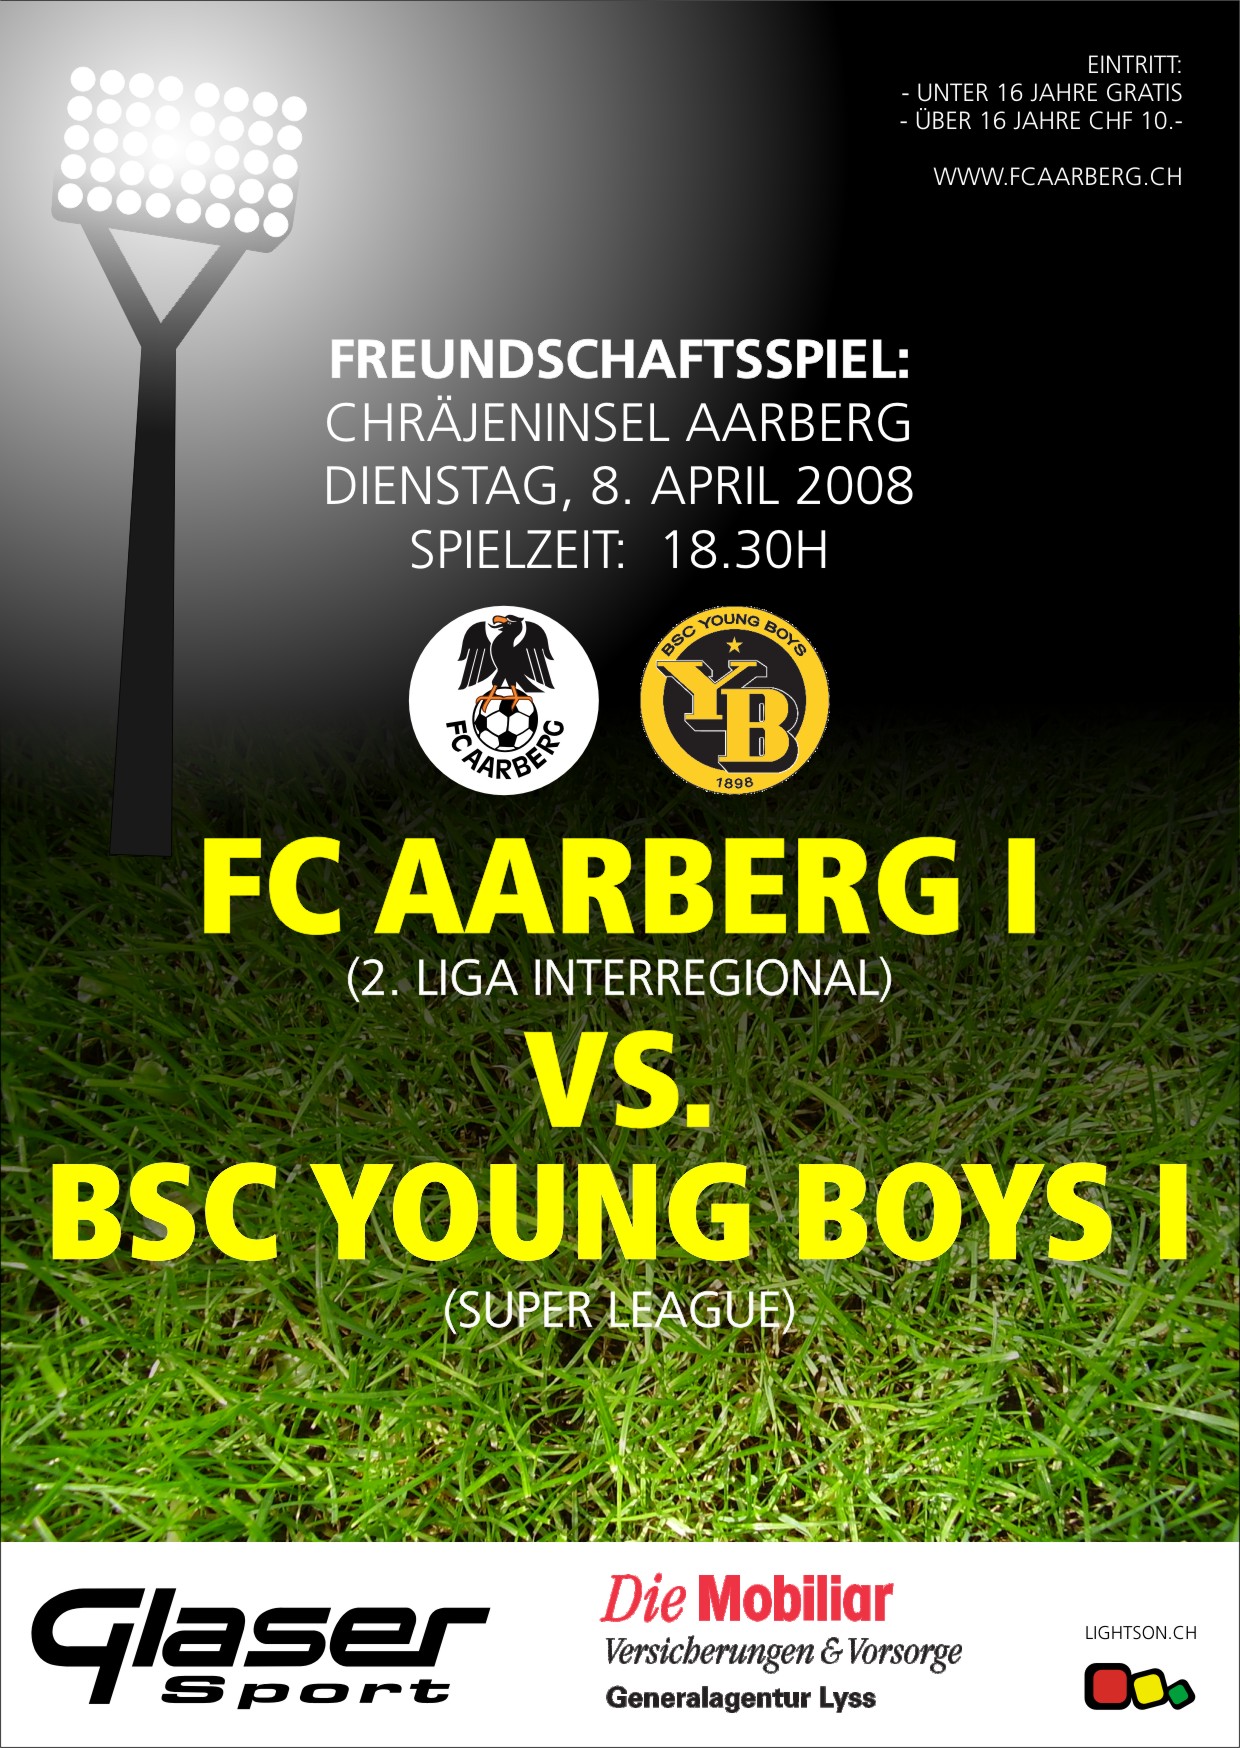 EINTRITT:
- UNTER 16 JAHRE GRATIS
- ÜBER 16 JAHRE CHF 10.-
WWW.FCAARBERG.CH
FREUNDSCHAFTSSPIEL:
CHRÄJENINSEL AARBERG
DIENSTAG, 8. APRIL 2008
SPIELZEIT: 18.30H
FC AARBERG
BSC YOUNG BOYS
YB
1898
FC AARBERG I
(2. LIGA INTERREGIONAL)
VS.
BSC YOUNG BOYS I
(SUPER LEAGUE)
Glaser
Sport
Die Mobiliar
Versicherungen & Vorsorge
Generalagentur Lyss
LIGHTSON.CH